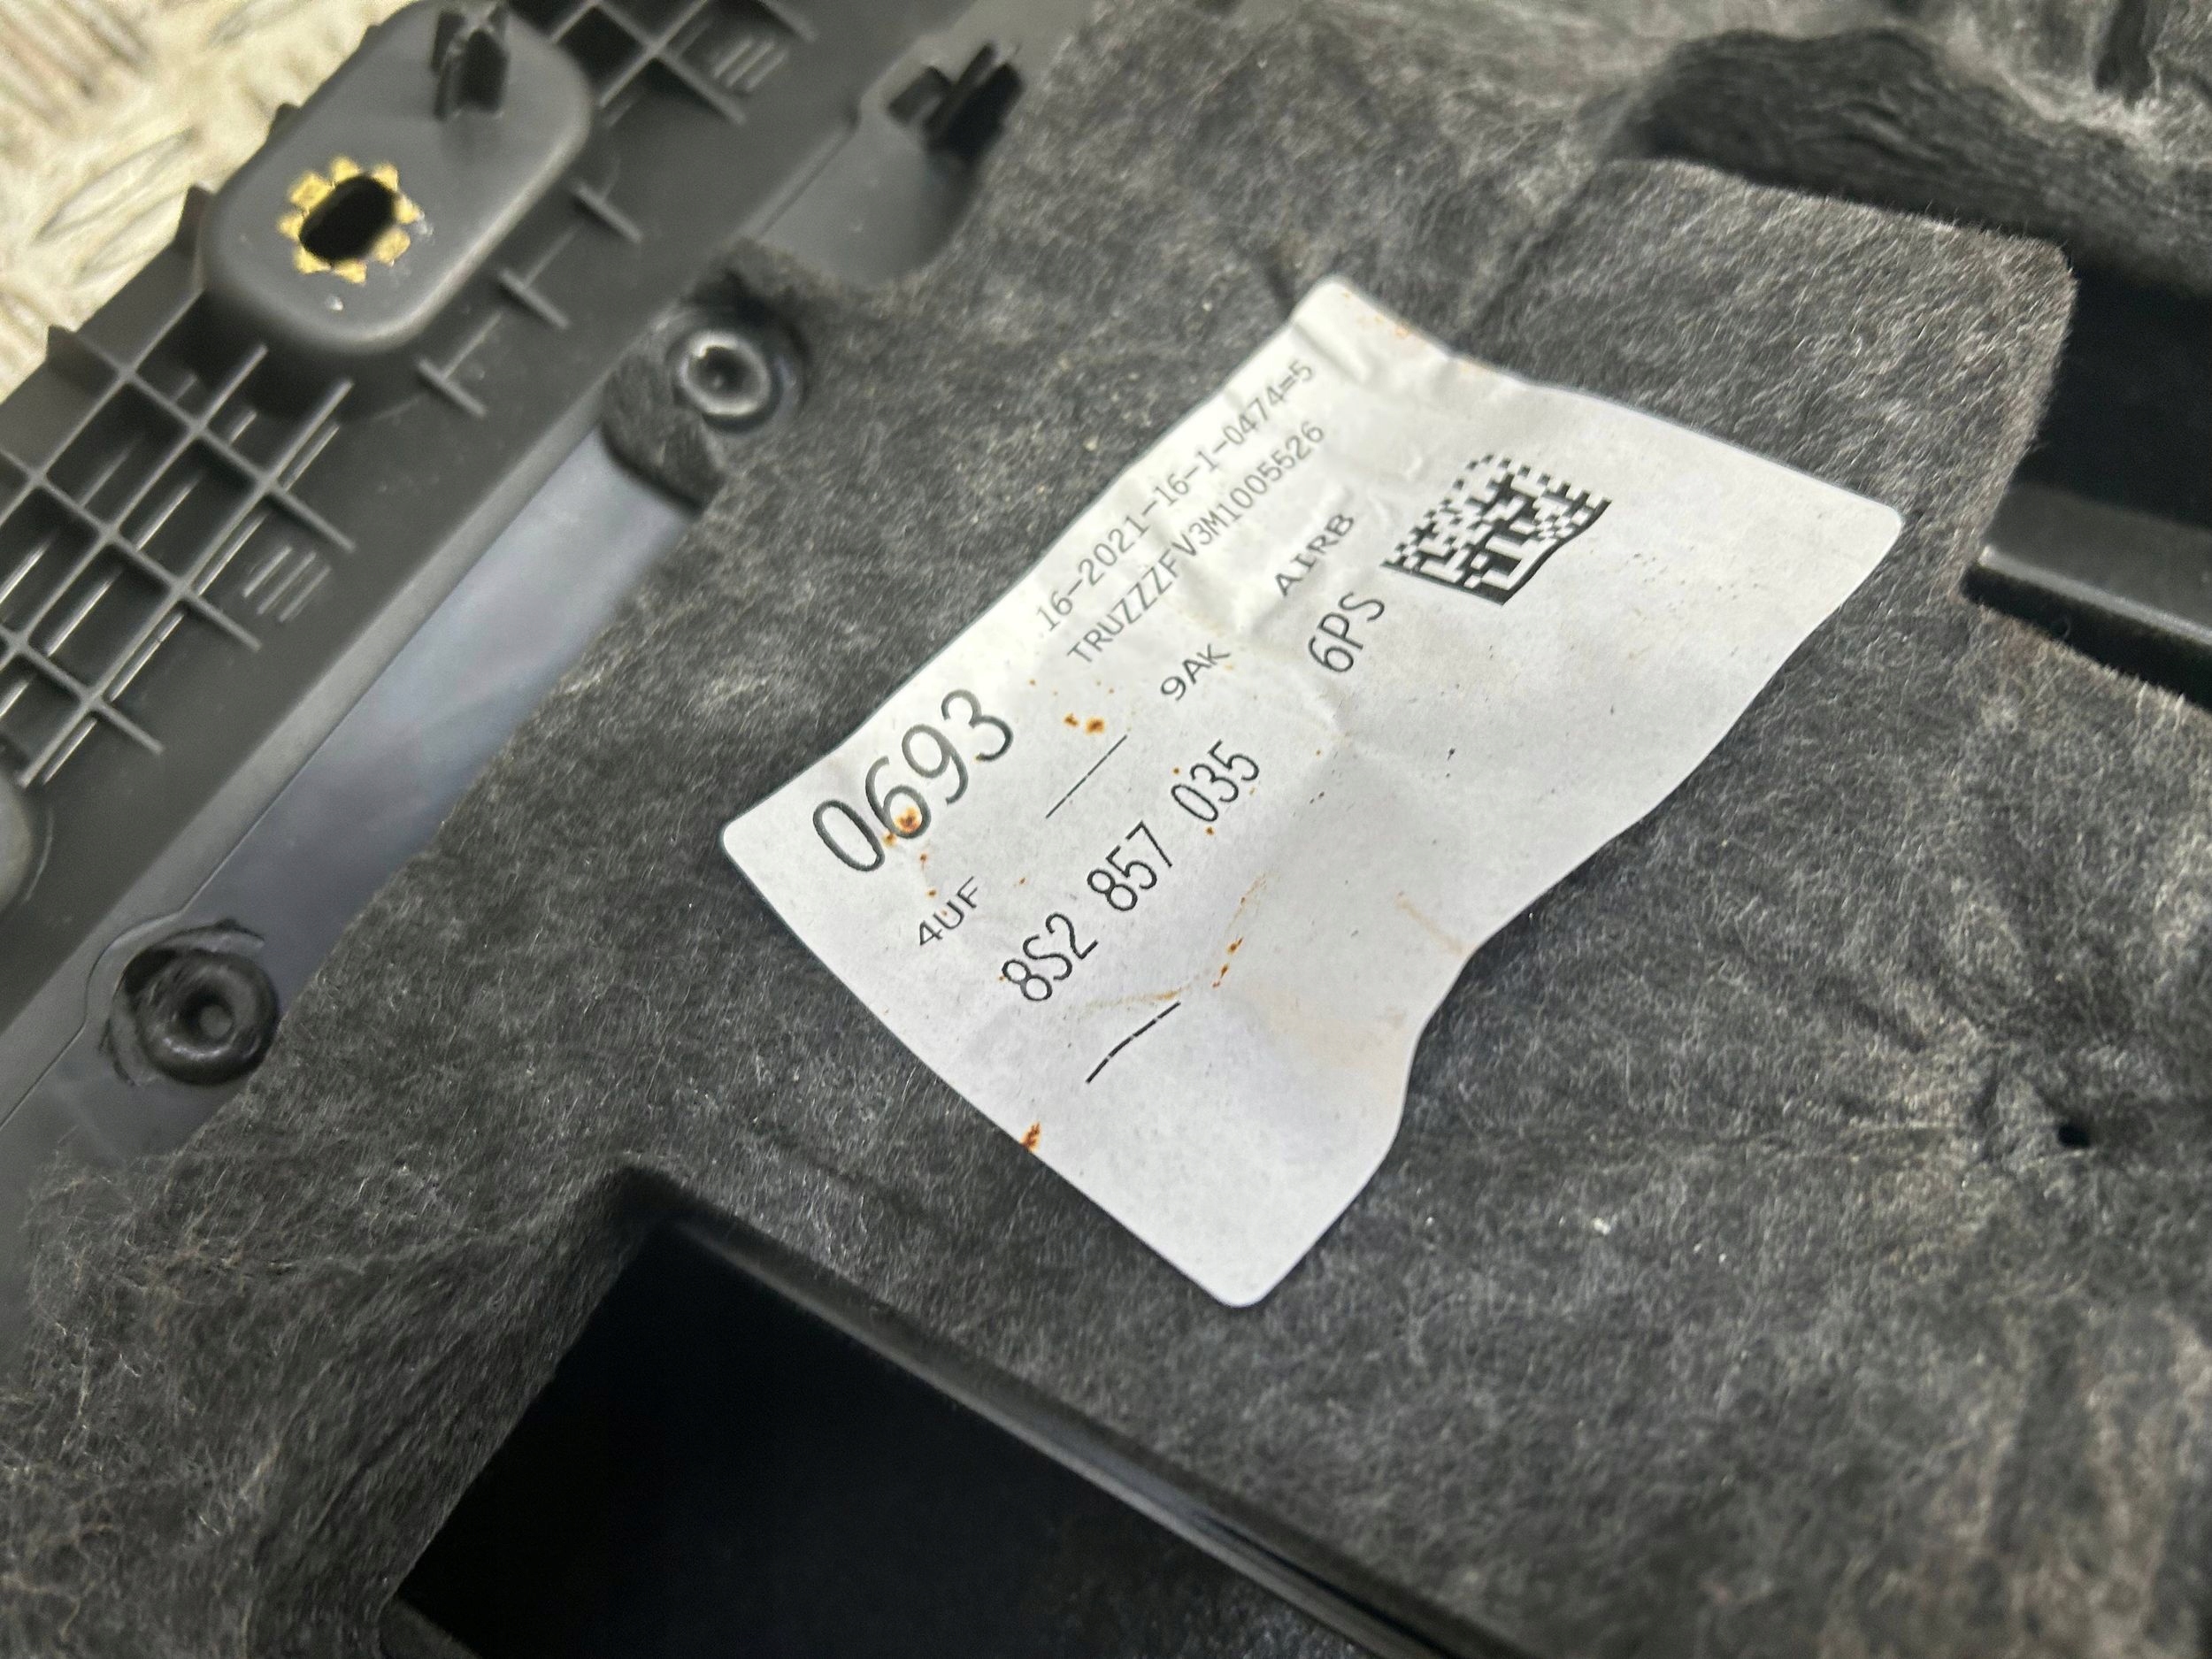 16-2021-16-1-0474=5
TRUZZZFV3M1005526
0693
9AK AIRB
4UF
6PS
8S2 857 035